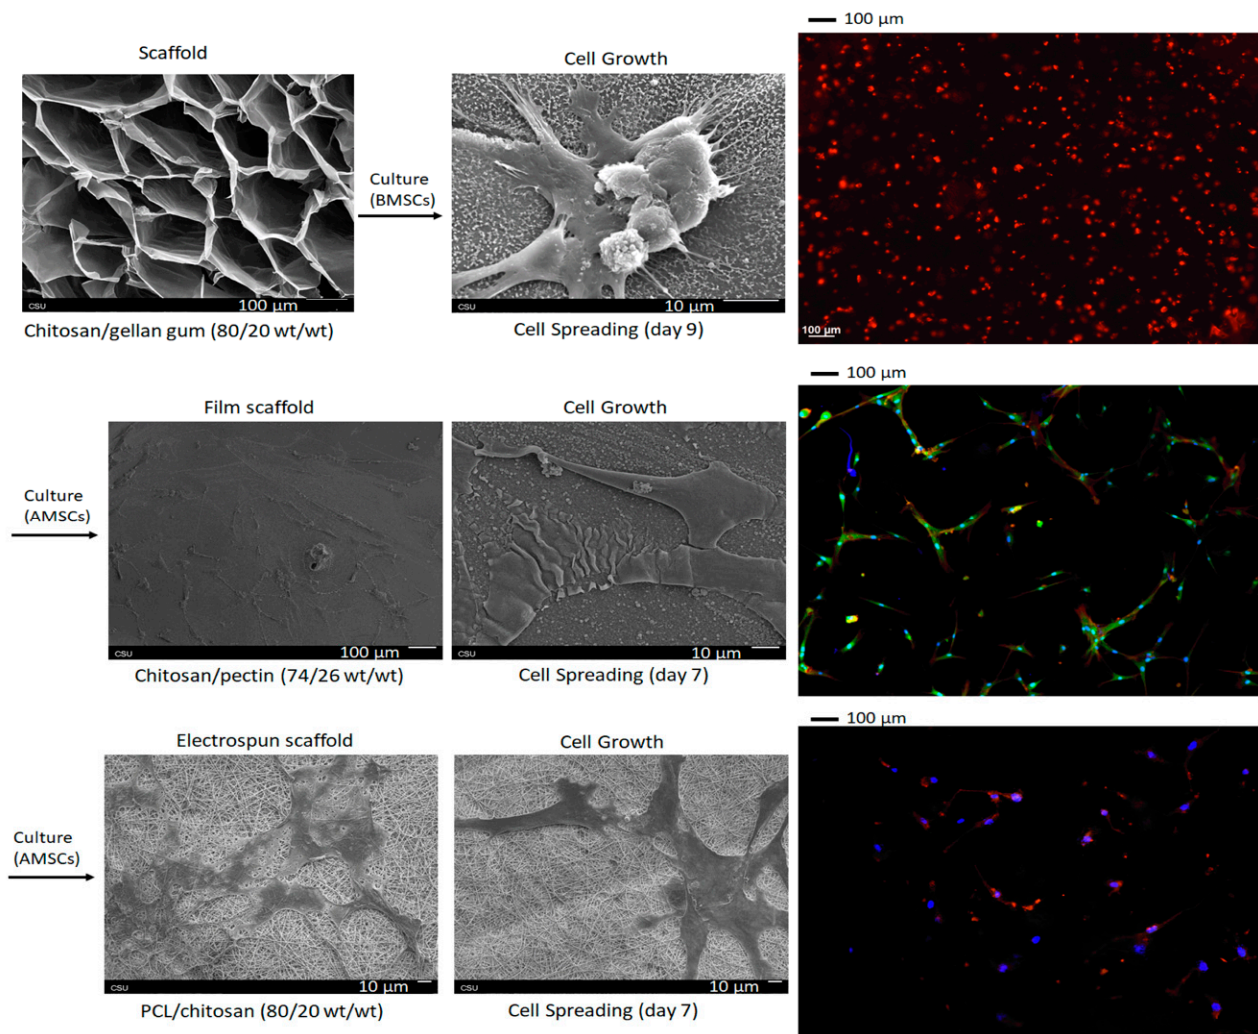 100 µm
Scaffold
Cell Growth
Culture
(BMSCs)
CSU
100 µm
10 µm
100 µm
Chitosan/gellan gum (80/20 wt/wt)
Cell Spreading (day 9)
100 µm
Film scaffold
Cell Growth
Culture
(AMSCs)
CSU
100 µm
CSU
10 µm
Chitosan/pectin (74/26 wt/wt)
Cell Spreading (day 7)
100 µm
Electrospun scaffold
Cell Growth
Culture
(AMSCs)
CSU
10 µm
CSU
10 µm
PCL/chitosan (80/20 wt/wt)
Cell Spreading (day 7)